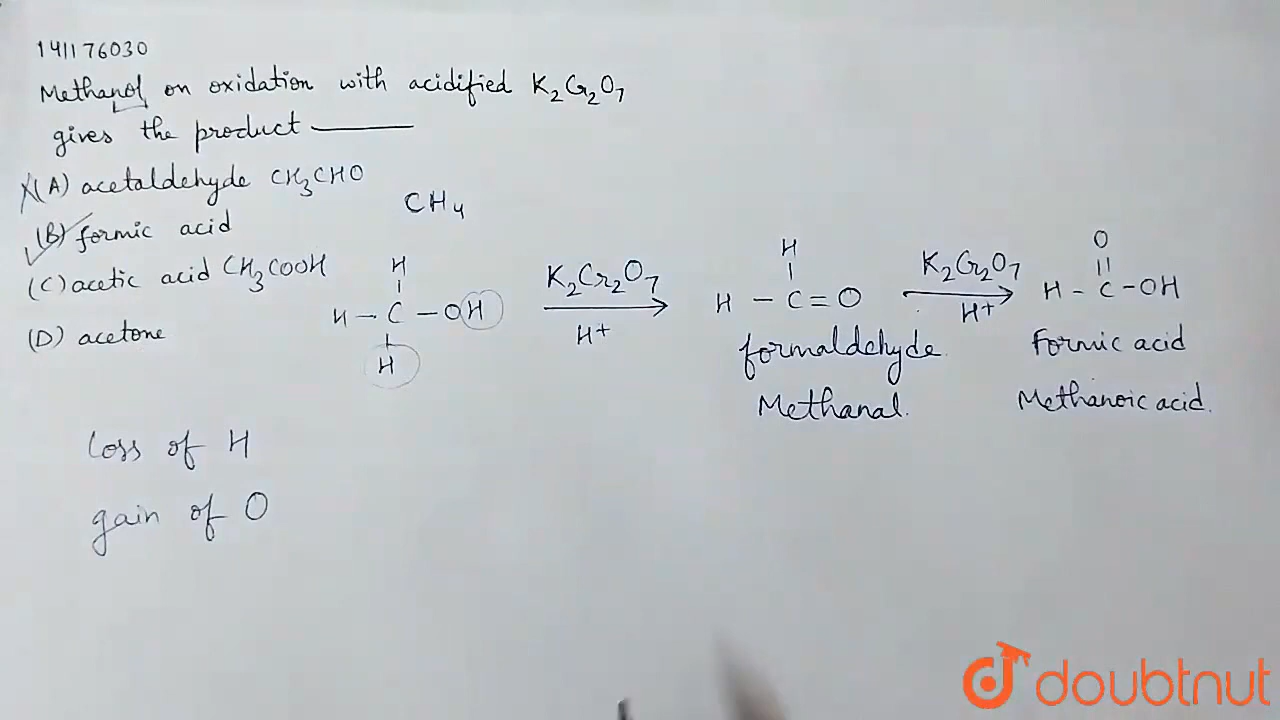 141176030
Methanol on oxidation with acidified K₂Cr₂O₇
gives the product ———
(A) acetaldehyde CH₃CHO
CH₄
(B) formic acid
(C) acetic acid CH₃COOH
(D) acetone
H
H – C – OH
H
K₂Cr₂O₇
H+
H
H – C = O
formaldehyde.
Methanal.
K₂Cr₂O₇
H+
O
H – C – OH
Formic acid
Methanoic acid.
loss of H
gain of O
doubtnut